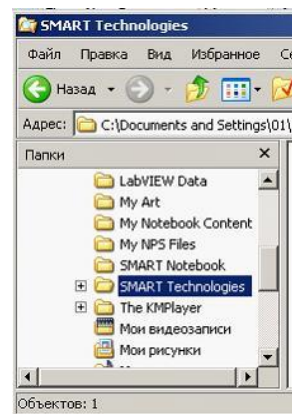 SMART Technologies
Файл Правка Вид Избранное
Назад
Адрес: C:\Documents and Settings\01\
Папки
LabVIEW Data
My Art
My Notebook Content
My NPS Files
SMART Notebook
SMART Technologies
The KMPlayer
Мои видеозаписи
Мои рисунки
Объектов: 1